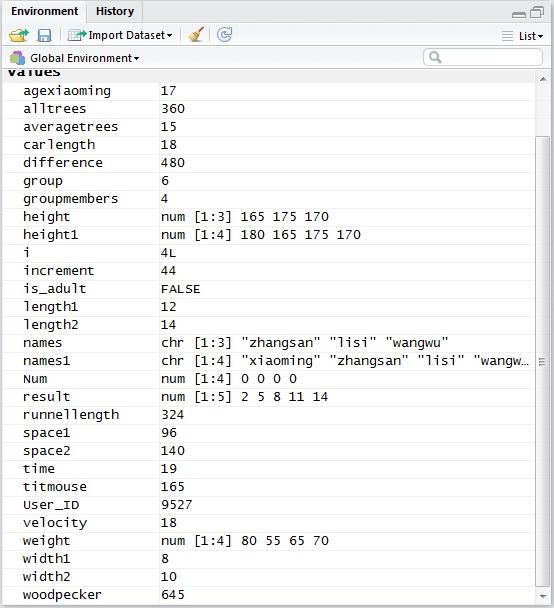 Environment History
Import Dataset List
Global Environment
Values
agexiaoming 17
alltrees 360
averagetrees 15
carlength 18
difference 480
group 6
groupmembers 4
height num [1:3] 165 175 170
height1 num [1:4] 180 165 175 170
i 4L
increment 44
is_adult FALSE
length1 12
length2 14
names chr [1:3] "zhangsan" "lisi" "wangwu"
names1 chr [1:4] "xiaoming" "zhangsan" "lisi" "wangw…
Num num [1:4] 0 0 0 0
result num [1:5] 2 5 8 11 14
runnellength 324
space1 96
space2 140
time 19
titmouse 165
User_ID 9527
velocity 18
weight num [1:4] 80 55 65 70
width1 8
width2 10
woodpecker 645